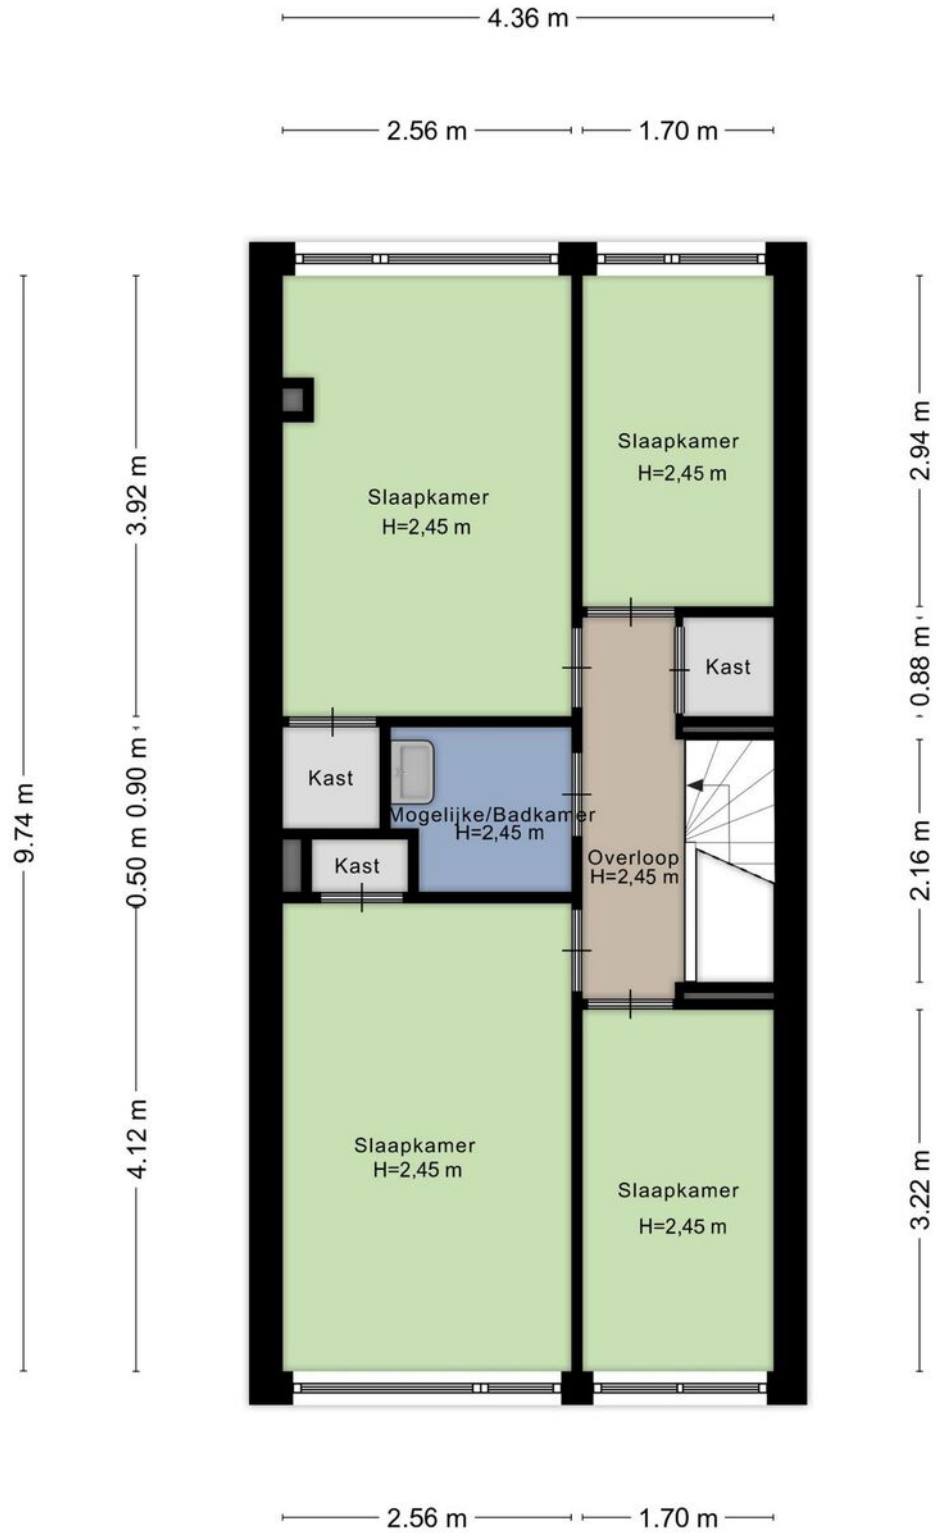 4.36 m
2.56 m
1.70 m
Slaapkamer
H=2,45 m
Slaapkamer
H=2,45 m
2.94 m
3.92 m
Kast
0.88 m
Kast
Mogelijke/Badkamer
H=2,45 m
0.90 m
9.74 m
Kast
0.50 m
Overloop
H=2,45 m
2.16 m
Slaapkamer
H=2,45 m
4.12 m
Slaapkamer
H=2,45 m
3.22 m
2.56 m
1.70 m